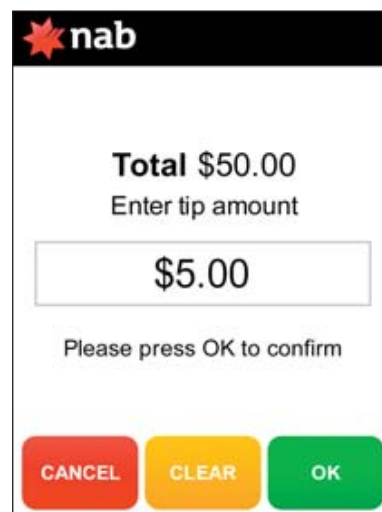 nab
Total $50.00
Enter tip amount
$5.00
Please press OK to confirm
CANCEL CLEAR OK